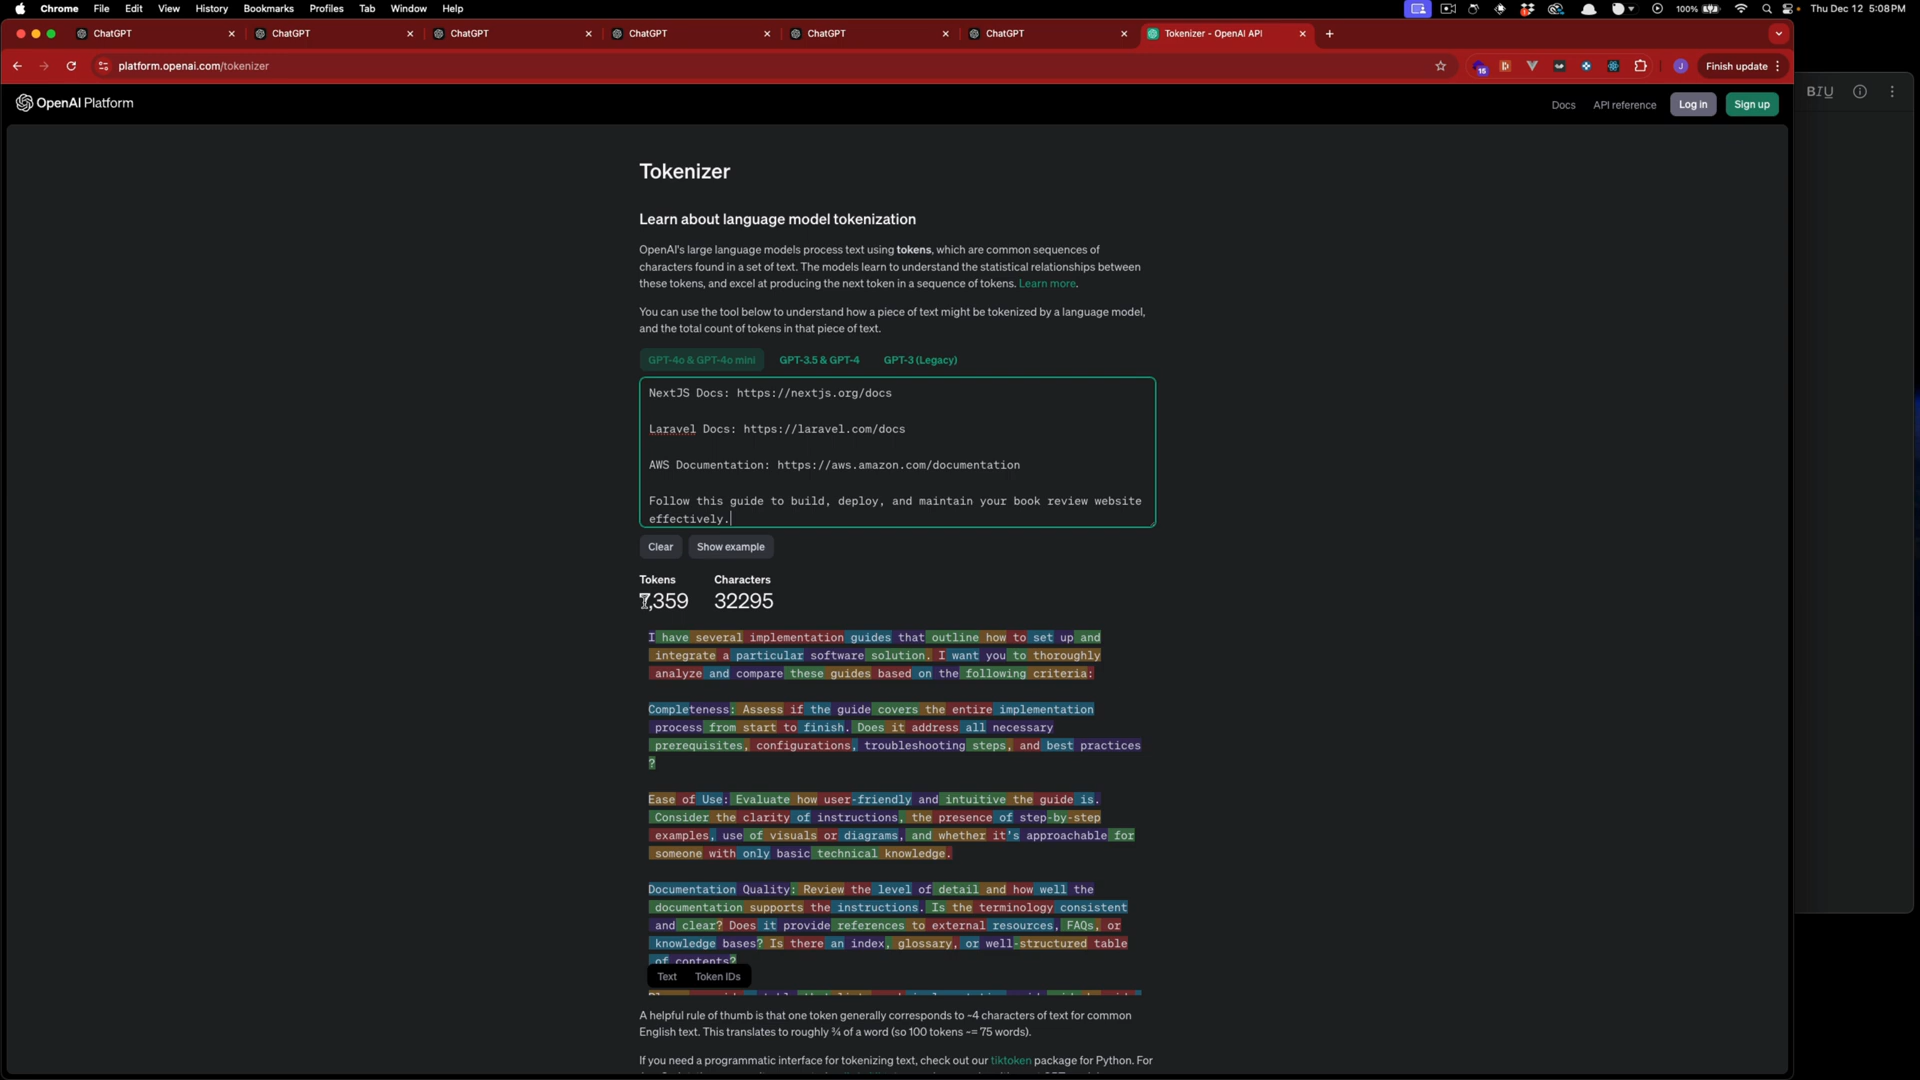 Chrome File Edit View History Bookmarks Profiles Tab Window Help 100% Thu Dec 12 5:08PM
ChatGPT ChatGPT ChatGPT ChatGPT ChatGPT ChatGPT Tokenizer - OpenAI API
platform.openai.com/tokenizer 15 J Finish update
OpenAI Platform Docs API reference Log in Sign up
BIU
Tokenizer
Learn about language model tokenization
OpenAI's large language models process text using tokens, which are common sequences of
characters found in a set of text. The models learn to understand the statistical relationships between
these tokens, and excel at producing the next token in a sequence of tokens. Learn more.
You can use the tool below to understand how a piece of text might be tokenized by a language model,
and the total count of tokens in that piece of text.
GPT-4o & GPT-4o mini GPT-3.5 & GPT-4 GPT-3 (Legacy)
NextJS Docs: https://nextjs.org/docs
Laravel Docs: https://laravel.com/docs
AWS Documentation: https://aws.amazon.com/documentation
Follow this guide to build, deploy, and maintain your book review website
effectively.
Clear Show example
Tokens Characters
7,359 32295
I have several implementation guides that outline how to set up and
integrate a particular software solution. I want you to thoroughly
analyze and compare these guides based on the following criteria:
Completeness: Assess if the guide covers the entire implementation
process from start to finish. Does it address all necessary
prerequisites, configurations, troubleshooting steps, and best practices
?
Ease of Use: Evaluate how user-friendly and intuitive the guide is.
Consider the clarity of instructions, the presence of step-by-step
examples, use of visuals or diagrams, and whether it's approachable for
someone with only basic technical knowledge.
Documentation Quality: Review the level of detail and how well the
documentation supports the instructions. Is the terminology consistent
and clear? Does it provide references to external resources, FAQs, or
knowledge bases? Is there an index, glossary, or well-structured table
of contents?
Text Token IDs
A helpful rule of thumb is that one token generally corresponds to ~4 characters of text for common
English text. This translates to roughly ¾ of a word (so 100 tokens ~= 75 words).
If you need a programmatic interface for tokenizing text, check out our tiktoken package for Python. For